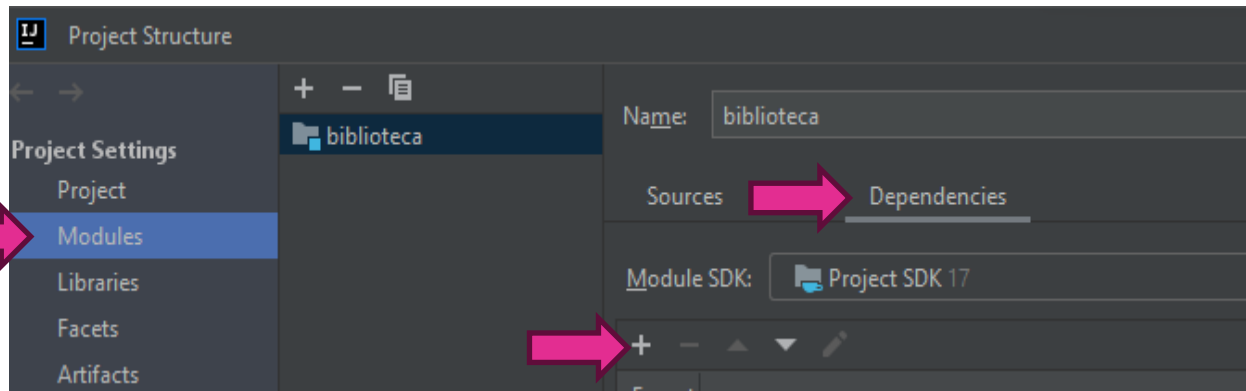 IJ Project Structure
Project Settings
Project
Modules
Libraries
Facets
Artifacts
biblioteca
Name: biblioteca
Sources Dependencies
Module SDK: Project SDK 17